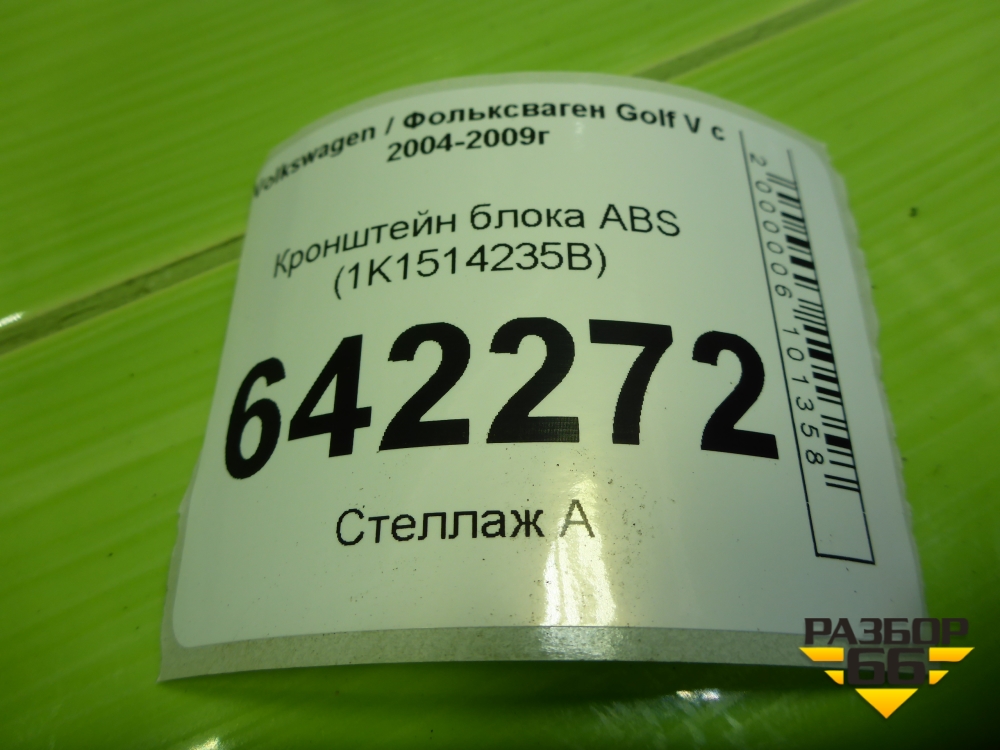 Volkswagen / Фольксваген Golf V с
2004-2009г
Кронштейн блока ABS
(1K1514235B)
642272
Стеллаж А
2000006101358
РАЗБОР
66